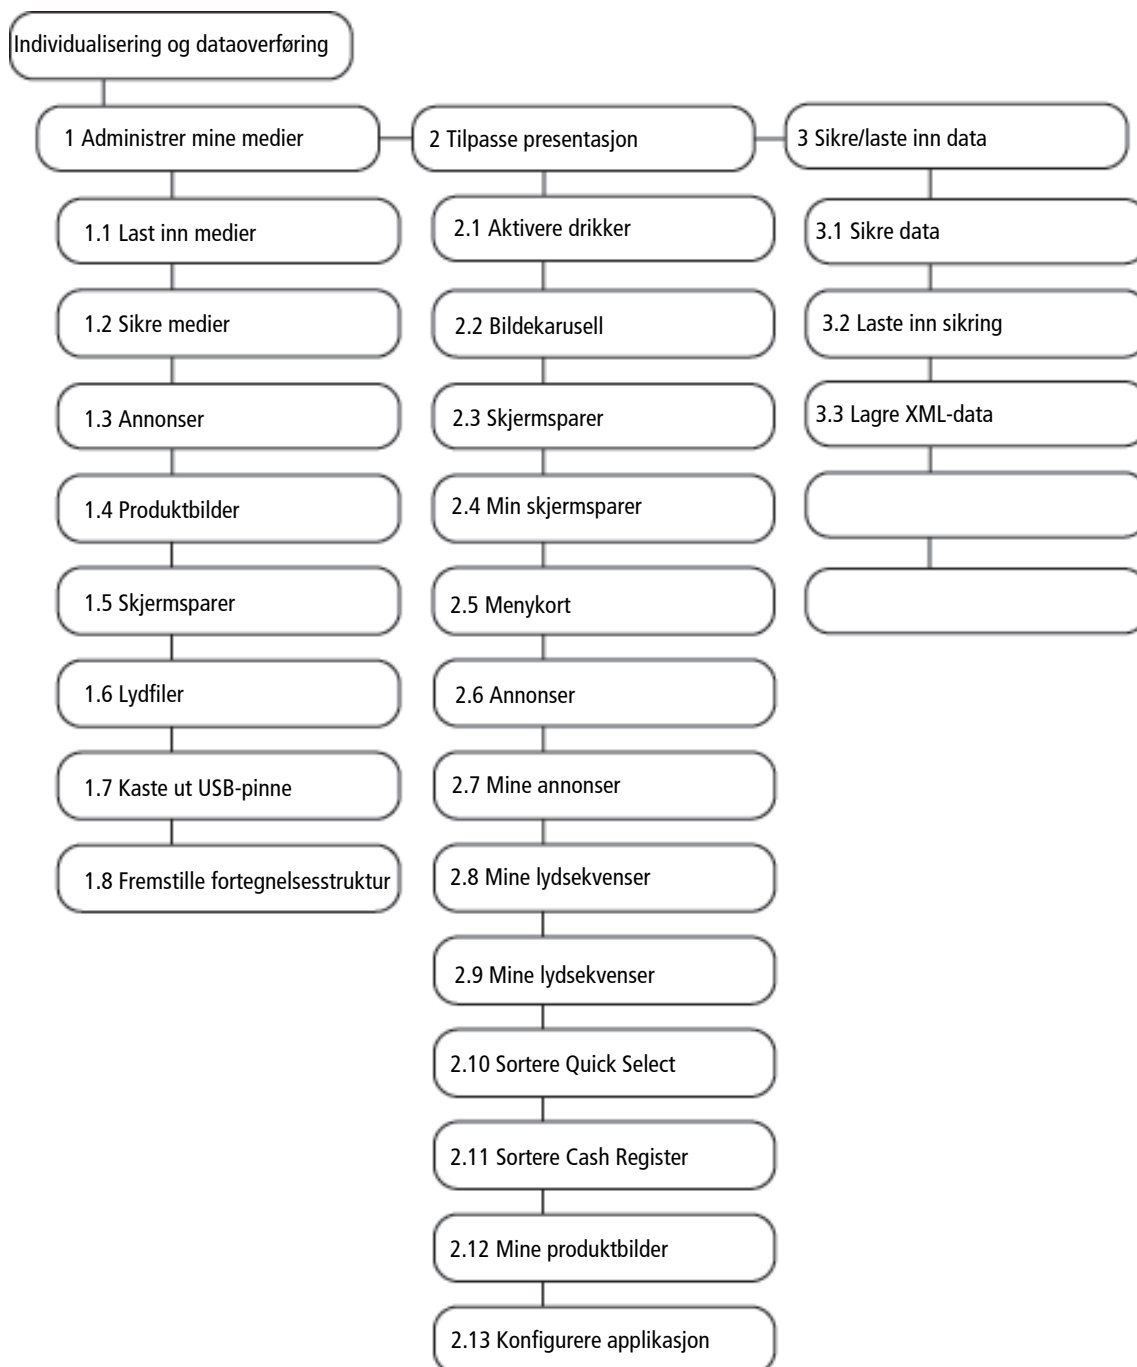 Individualisering og dataoverføring
1 Administrer mine medier
1.1 Last inn medier
1.2 Sikre medier
1.3 Annonser
1.4 Produktbilder
1.5 Skjermsparer
1.6 Lydfiler
1.7 Kaste ut USB-pinne
1.8 Fremstille fortegnelsesstruktur
2 Tilpasse presentasjon
2.1 Aktivere drikker
2.2 Bildekarusell
2.3 Skjermsparer
2.4 Min skjermsparer
2.5 Menykort
2.6 Annonser
2.7 Mine annonser
2.8 Mine lydsekvenser
2.9 Mine lydsekvenser
2.10 Sortere Quick Select
2.11 Sortere Cash Register
2.12 Mine produktbilder
2.13 Konfigurere applikasjon
3 Sikre/laste inn data
3.1 Sikre data
3.2 Laste inn sikring
3.3 Lagre XML-data